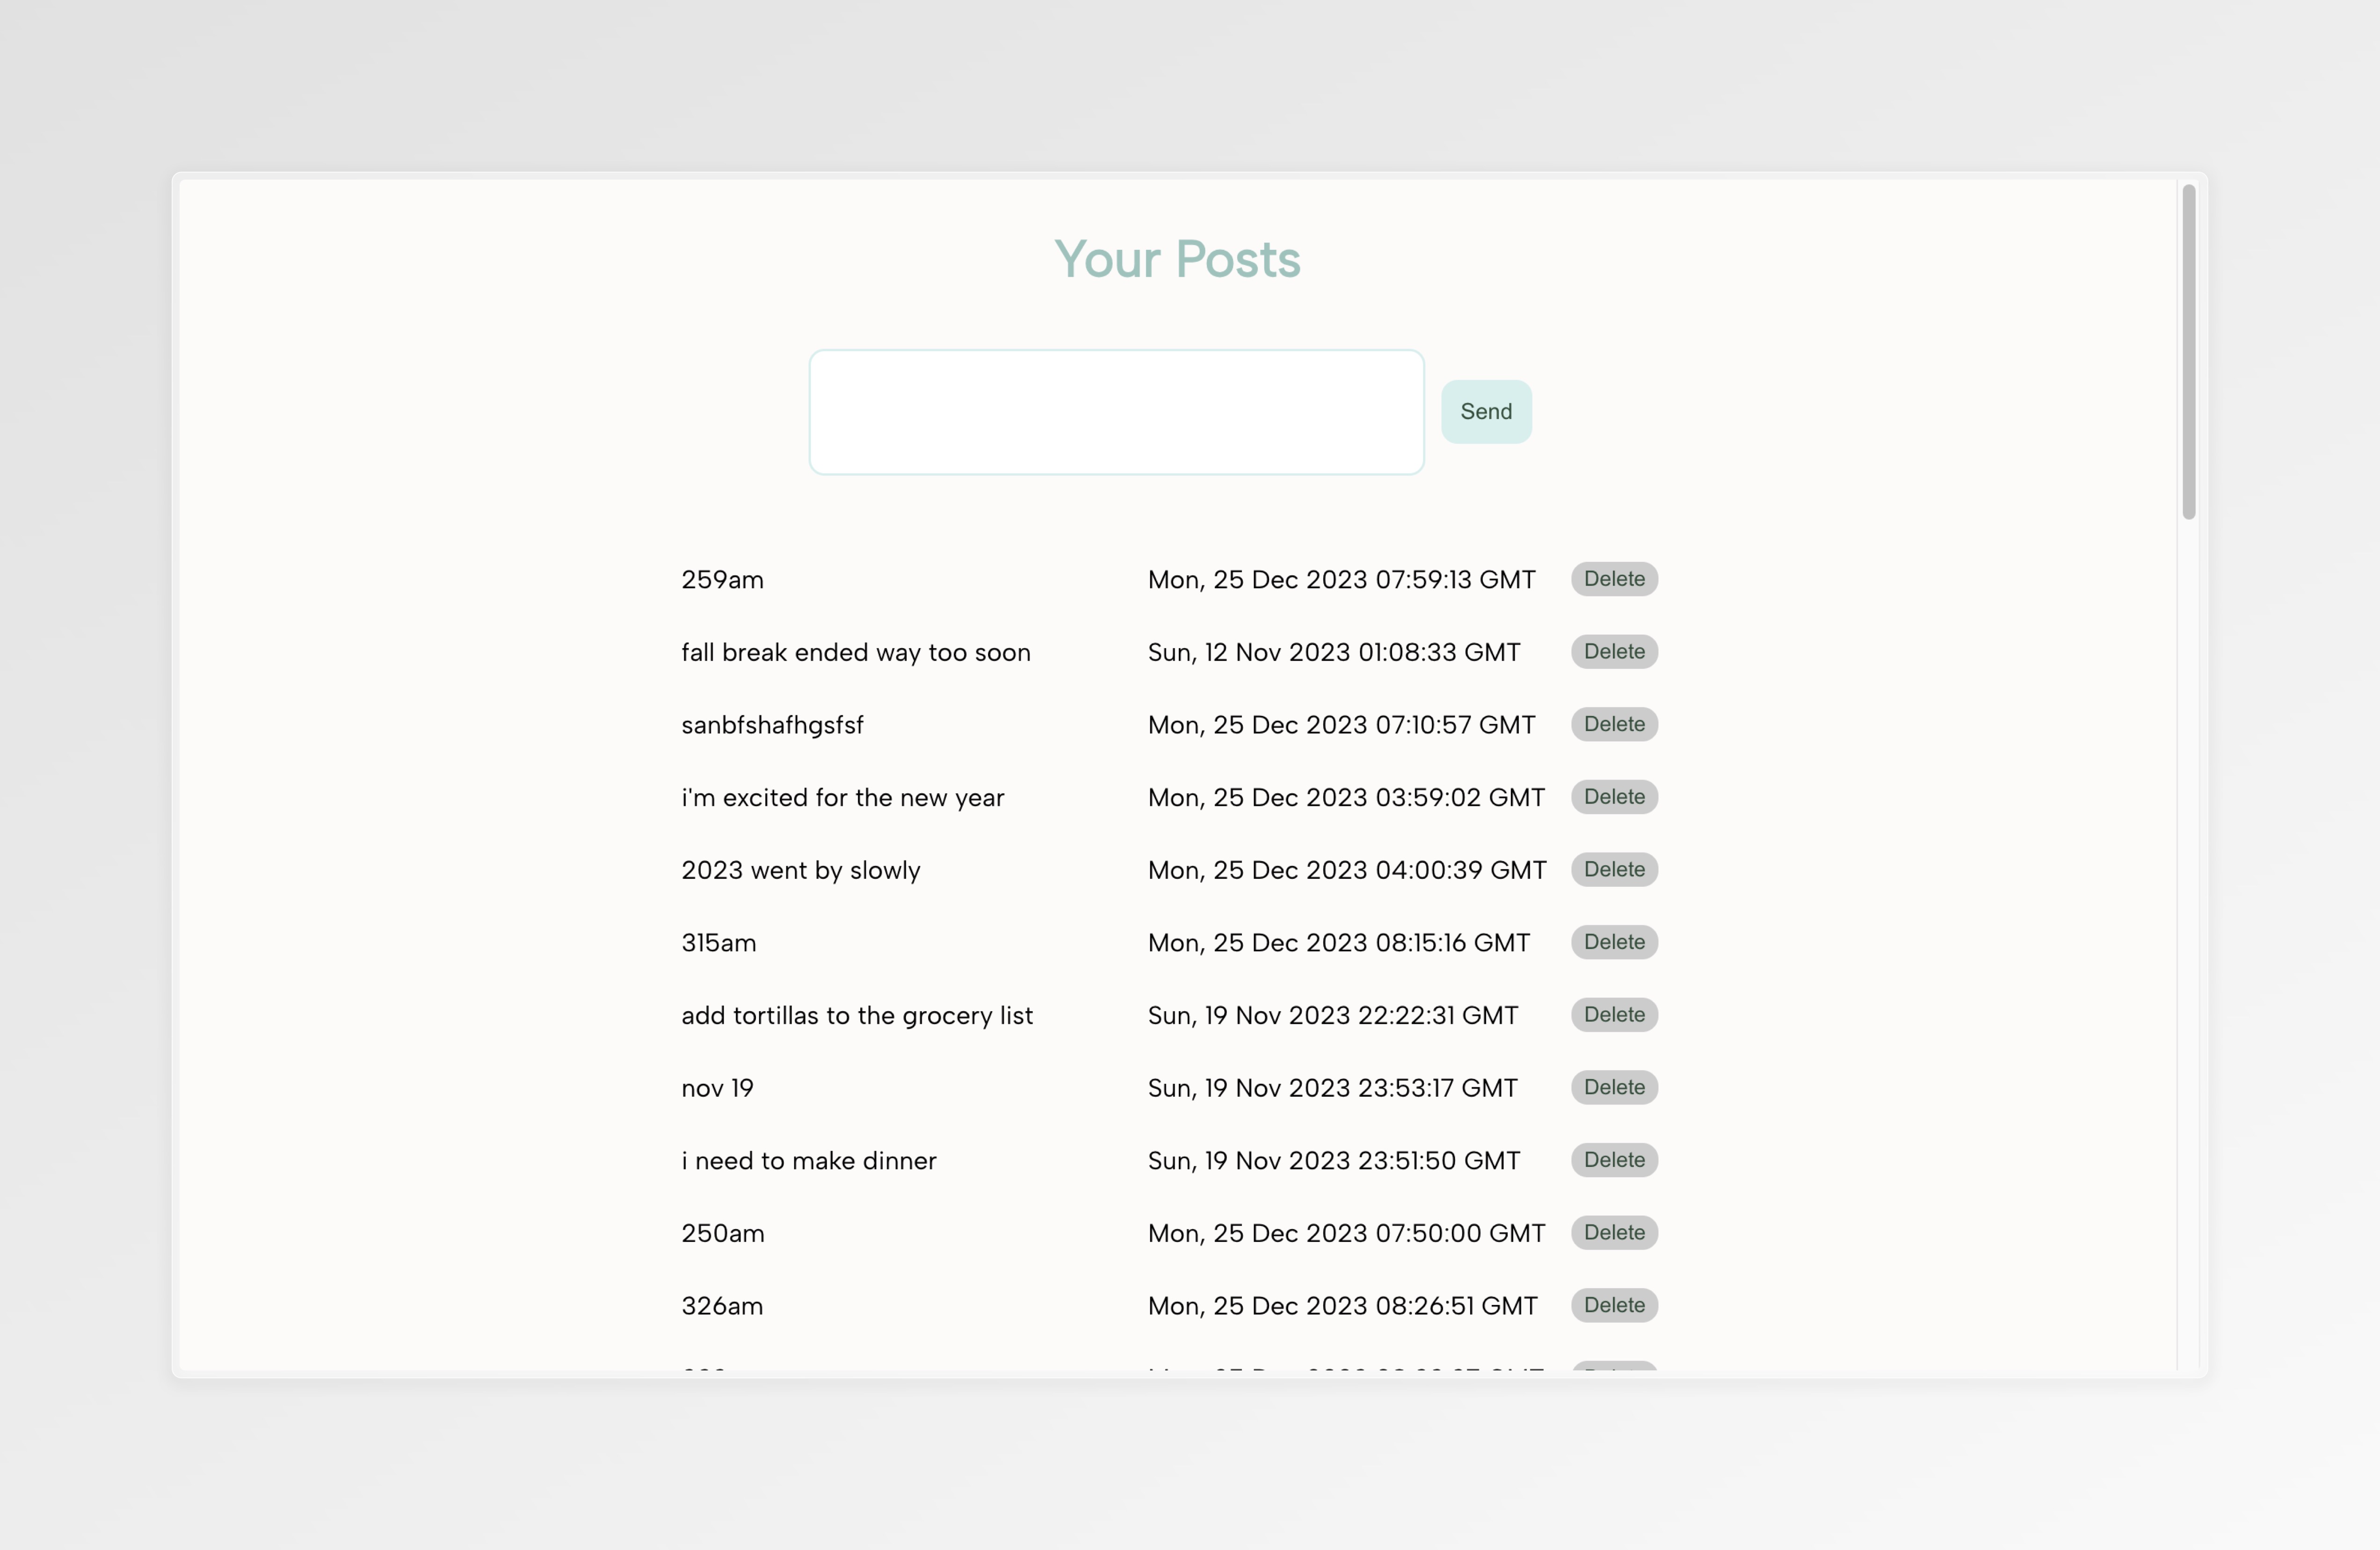 Your Posts
Send
259am Mon, 25 Dec 2023 07:59:13 GMT Delete
fall break ended way too soon Sun, 12 Nov 2023 01:08:33 GMT Delete
sanbfshafhgsfsf Mon, 25 Dec 2023 07:10:57 GMT Delete
i'm excited for the new year Mon, 25 Dec 2023 03:59:02 GMT Delete
2023 went by slowly Mon, 25 Dec 2023 04:00:39 GMT Delete
315am Mon, 25 Dec 2023 08:15:16 GMT Delete
add tortillas to the grocery list Sun, 19 Nov 2023 22:22:31 GMT Delete
nov 19 Sun, 19 Nov 2023 23:53:17 GMT Delete
i need to make dinner Sun, 19 Nov 2023 23:51:50 GMT Delete
250am Mon, 25 Dec 2023 07:50:00 GMT Delete
326am Mon, 25 Dec 2023 08:26:51 GMT Delete